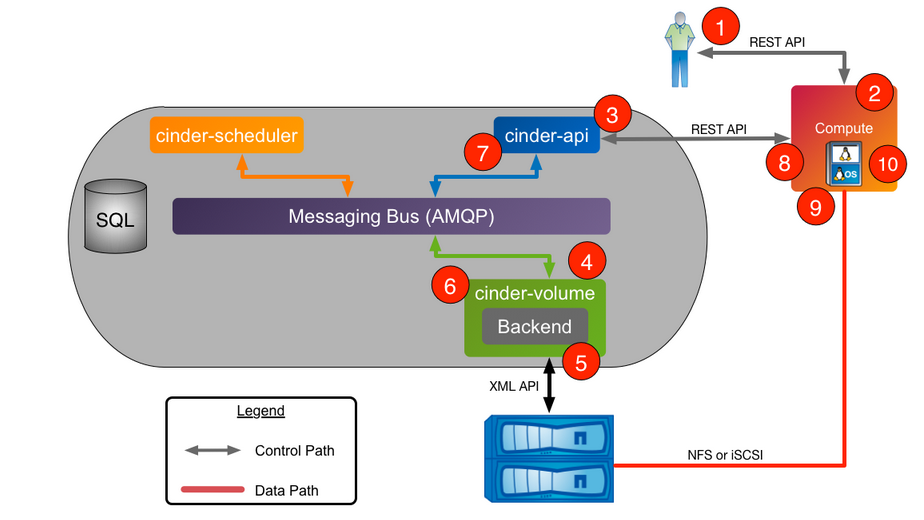 1
REST API
2
cinder-scheduler
cinder-api
3
REST API
Compute
7
8
10
OS
9
SQL
Messaging Bus (AMQP)
4
6
cinder-volume
Backend
5
XML API
Legend
Control Path
NFS or iSCSI
Data Path